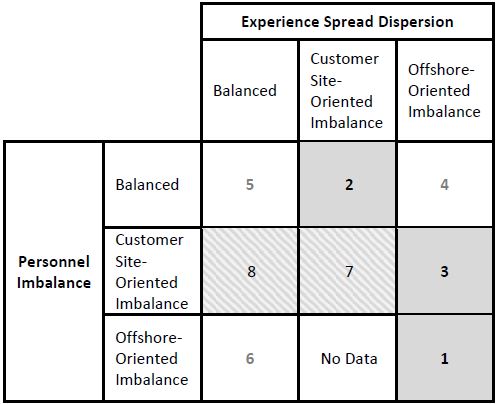 Experience Spread Dispersion
Balanced
Customer
Site-
Oriented
Imbalance
Offshore-
Oriented
Imbalance
Personnel
Imbalance
Balanced
5
2
4
Customer
Site-
Oriented
Imbalance
8
7
3
Offshore-
Oriented
Imbalance
6
No Data
1